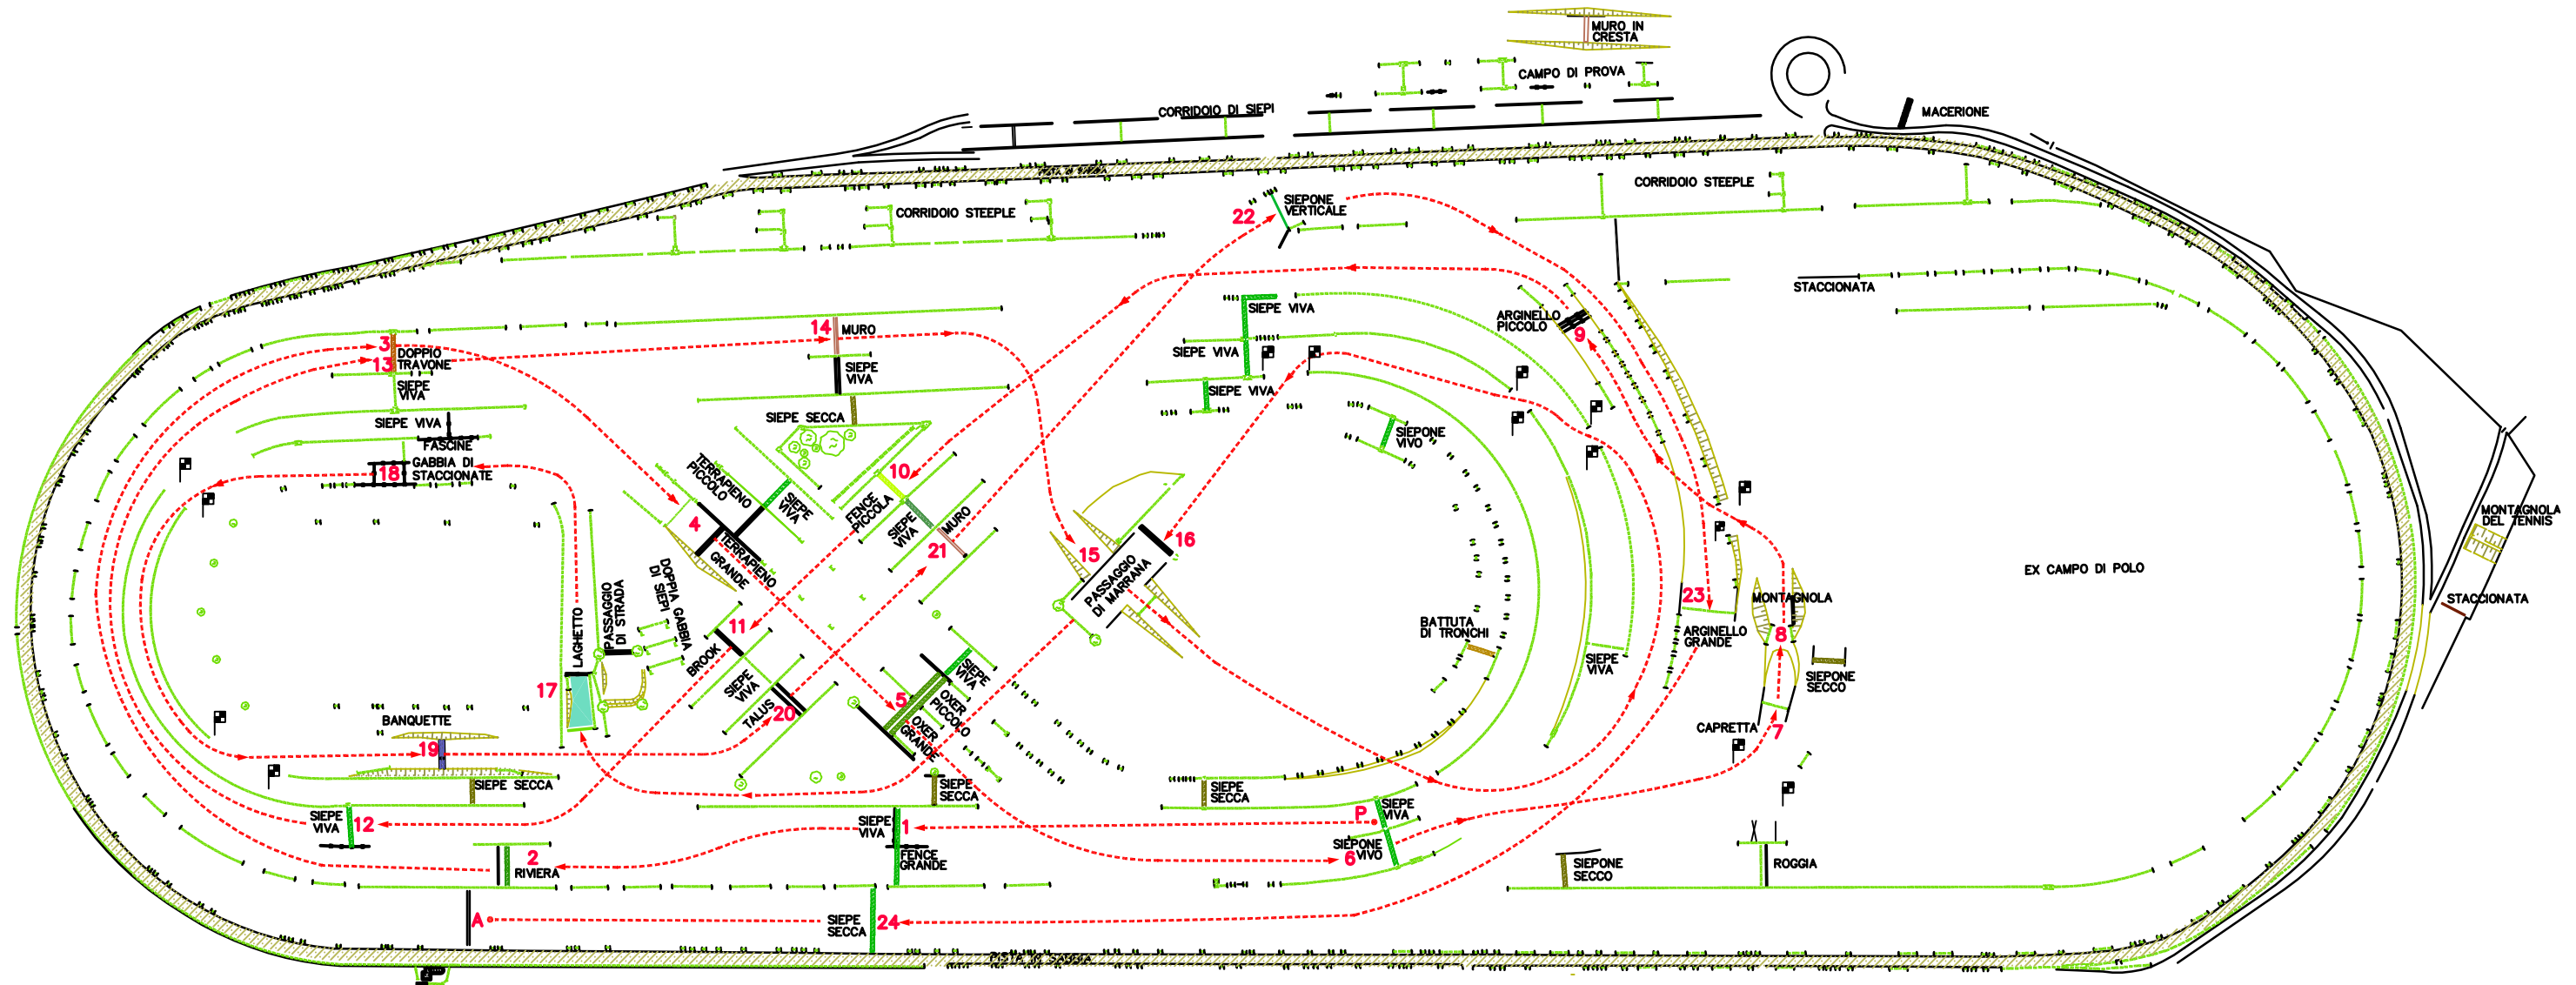 MURO IN
CRESTA
CAMPO DI PROVA
CORRIDOIO DI SIEPI
MACERIONE
CORRIDOIO STEEPLE
CORRIDOIO STEEPLE
22
SIEPONE
VERTICALE
STACCIONATA
SIEPE VIVA
SIEPE VIVA
SIEPE VIVA
ARGINELLO
PICCOLO
9
14
MURO
SIEPE
VIVA
SIEPE SECCA
3
13
DOPPIO
TRAVONE
SIEPE
VIVA
SIEPE VIVA
FASCINE
18
GABBIA DI
STACCIONATE
SIEPONE
VIVO
TERRAPIENO
PICCOLO
SIEPE
VIVA
4
TERRAPIENO
GRANDE
10
FENCE
PICCOLA
SIEPE
VIVA
MURO
21
15
16
PASSAGGIO
DI MARRANA
MONTAGNOLA
DEL TENNIS
EX CAMPO DI POLO
STACCIONATA
23
ARGINELLO
GRANDE
MONTAGNOLA
8
SIEPONE
SECCO
CAPRETTA
7
BATTUTA
DI TRONCHI
SIEPE
VIVA
LAGHETTO
PASSAGGIO
DI STRADA
DOPPIA GABBIA
DI SIEPI
17
11
BROOK
SIEPE
VIVA
TALUS
20
5
SIEPE
VIVA
OXER
PICCOLO
OXER
GRANDE
BANQUETTE
19
SIEPE SECCA
SIEPE
VIVA
12
2
RIVIERA
SIEPE
VIVA
1
FENCE
GRANDE
SIEPE
SECCA
SIEPE
SECCA
P
SIEPE
VIVA
SIEPONE
VIVO
6
SIEPONE
SECCO
ROGGIA
A
SIEPE
SECCA
24
PISTA IN SABBIA